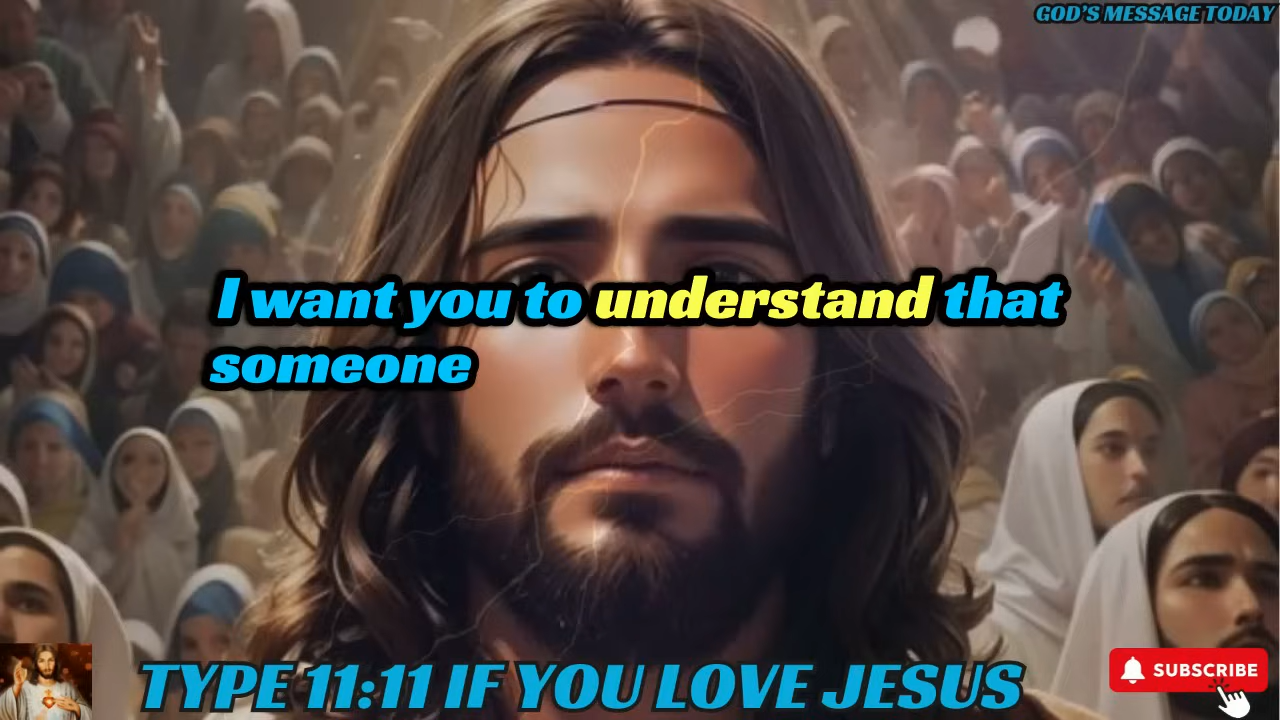 GOD'S MESSAGE TODAY
I want you to understand that
someone
TYPE 11:11 IF YOU LOVE JESUS
SUBSCRIBE